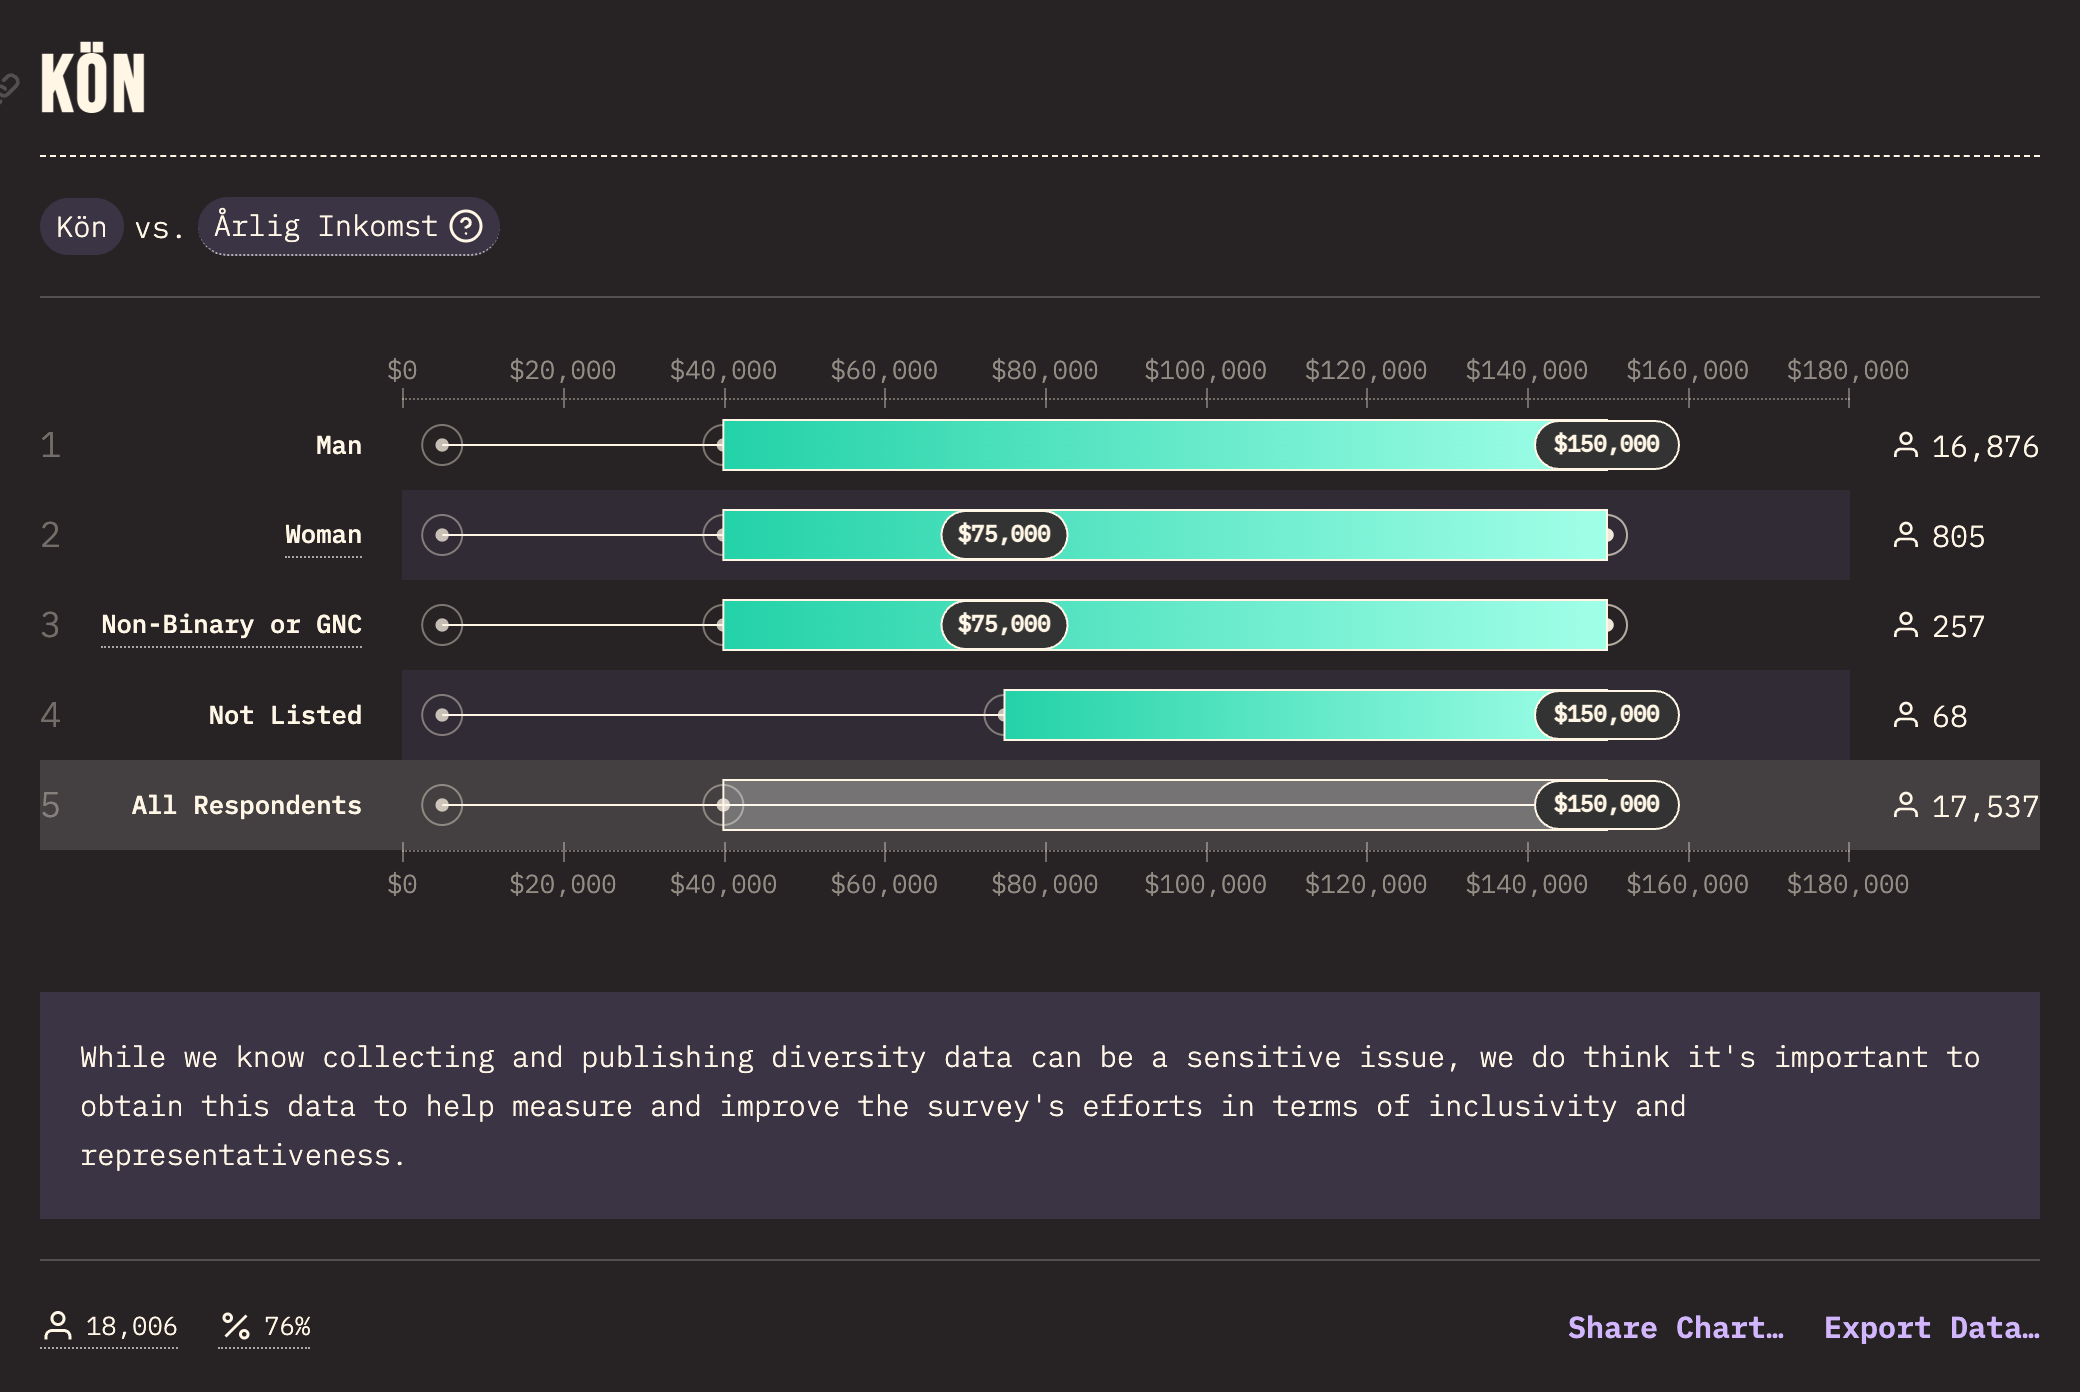 KÖN
Kön vs. Årlig Inkomst
$0 $20,000 $40,000 $60,000 $80,000 $100,000 $120,000 $140,000 $160,000 $180,000
1 Man $150,000 16,876
2 Woman $75,000 805
3 Non-Binary or GNC $75,000 257
4 Not Listed $150,000 68
5 All Respondents $150,000 17,537
$0 $20,000 $40,000 $60,000 $80,000 $100,000 $120,000 $140,000 $160,000 $180,000
While we know collecting and publishing diversity data can be a sensitive issue, we do think it's important to
obtain this data to help measure and improve the survey's efforts in terms of inclusivity and
representativeness.
18,006 76% Share Chart… Export Data…